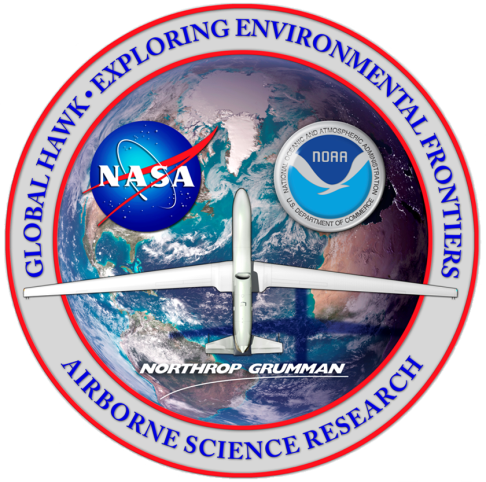 GLOBAL HAWK • EXPLORING ENVIRONMENTAL FRONTIERS
NASA
NATIONAL OCEANIC AND ATMOSPHERIC ADMINISTRATION
NOAA
U.S. DEPARTMENT OF COMMERCE
NORTHROP GRUMMAN
AIRBORNE SCIENCE RESEARCH